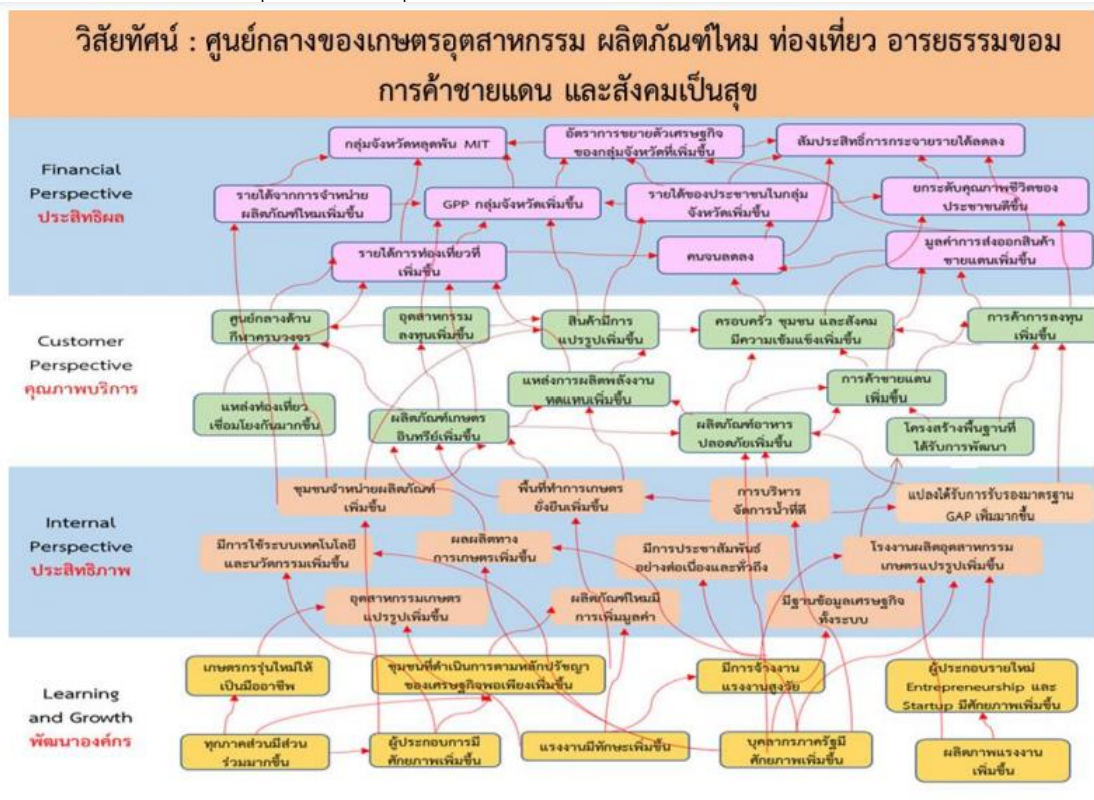 วิสัยทัศน์ : ศูนย์กลางของเกษตรอุตสาหกรรม ผลิตภัณฑ์ไหม ท่องเที่ยว อารยธรรมขอม
การค้าชายแดน และสังคมเป็นสุข
Financial
Perspective
ประสิทธิผล
กลุ่มจังหวัดหลุดพ้น MIT
อัตราการขยายตัวเศรษฐกิจ
ของกลุ่มจังหวัดที่เพิ่มขึ้น
สัมประสิทธิ์การกระจายรายได้ลดลง
รายได้จากการจำหน่าย
ผลิตภัณฑ์ไหมเพิ่มขึ้น
GPP กลุ่มจังหวัดเพิ่มขึ้น
รายได้ของประชาชนในกลุ่ม
จังหวัดเพิ่มขึ้น
ยกระดับคุณภาพชีวิตของ
ประชาชนดีขึ้น
รายได้การท่องเที่ยวที่
เพิ่มขึ้น
คนจนลดลง
มูลค่าการส่งออกสินค้า
ชายแดนเพิ่มขึ้น
Customer
Perspective
คุณภาพบริการ
ศูนย์กลางด้าน
กีฬาครบวงจร
อุตสาหกรรม
ลงทุนเพิ่มขึ้น
สินค้ามีการ
แปรรูปเพิ่มขึ้น
ครอบครัว ชุมชน และสังคม
มีความเข้มแข็งเพิ่มขึ้น
การค้าการลงทุน
เพิ่มขึ้น
แหล่งท่องเที่ยว
เชื่อมโยงกันมากขึ้น
ผลิตภัณฑ์เกษตร
อินทรีย์เพิ่มขึ้น
แหล่งการผลิตพลังงาน
ทดแทนเพิ่มขึ้น
ผลิตภัณฑ์อาหาร
ปลอดภัยเพิ่มขึ้น
การค้าชายแดน
เพิ่มขึ้น
โครงสร้างพื้นฐานที่
ได้รับการพัฒนา
Internal
Perspective
ประสิทธิภาพ
ชุมชนจำหน่ายผลิตภัณฑ์
เพิ่มขึ้น
พื้นที่ทำการเกษตร
ยั่งยืนเพิ่มขึ้น
การบริหาร
จัดการน้ำที่ดี
แปลงได้รับการรับรองมาตรฐาน
GAP เพิ่มมากขึ้น
มีการใช้ระบบเทคโนโลยี
และนวัตกรรมเพิ่มขึ้น
ผลผลิตทาง
การเกษตรเพิ่มขึ้น
มีการประชาสัมพันธ์
อย่างต่อเนื่องและทั่วถึง
โรงงานผลิตอุตสาหกรรม
เกษตรแปรรูปเพิ่มขึ้น
อุตสาหกรรมเกษตร
แปรรูปเพิ่มขึ้น
ผลิตภัณฑ์ไหมมี
การเพิ่มมูลค่า
มีฐานข้อมูลเศรษฐกิจ
ทั้งระบบ
Learning
and Growth
พัฒนาองค์กร
เกษตรกรรุ่นใหม่ให้
เป็นมืออาชีพ
ชุมชนที่ดำเนินการตามหลักปรัชญา
ของเศรษฐกิจพอเพียงเพิ่มขึ้น
มีการจ้างงาน
แรงงานสูงวัย
ผู้ประกอบรายใหม่
Entrepreneurship และ
Startup มีศักยภาพเพิ่มขึ้น
ทุกภาคส่วนมีส่วน
ร่วมมากขึ้น
ผู้ประกอบการมี
ศักยภาพเพิ่มขึ้น
แรงงานมีทักษะเพิ่มขึ้น
บุคลากรภาครัฐมี
ศักยภาพเพิ่มขึ้น
ผลิตภาพแรงงาน
เพิ่มขึ้น